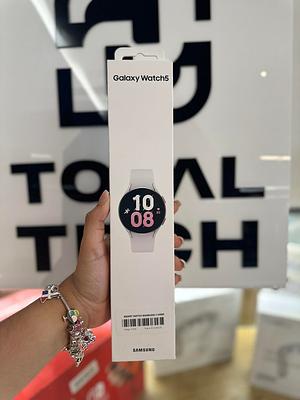 Galaxy Watch5
TOTAL
TECH
10
08
SAMSUNG